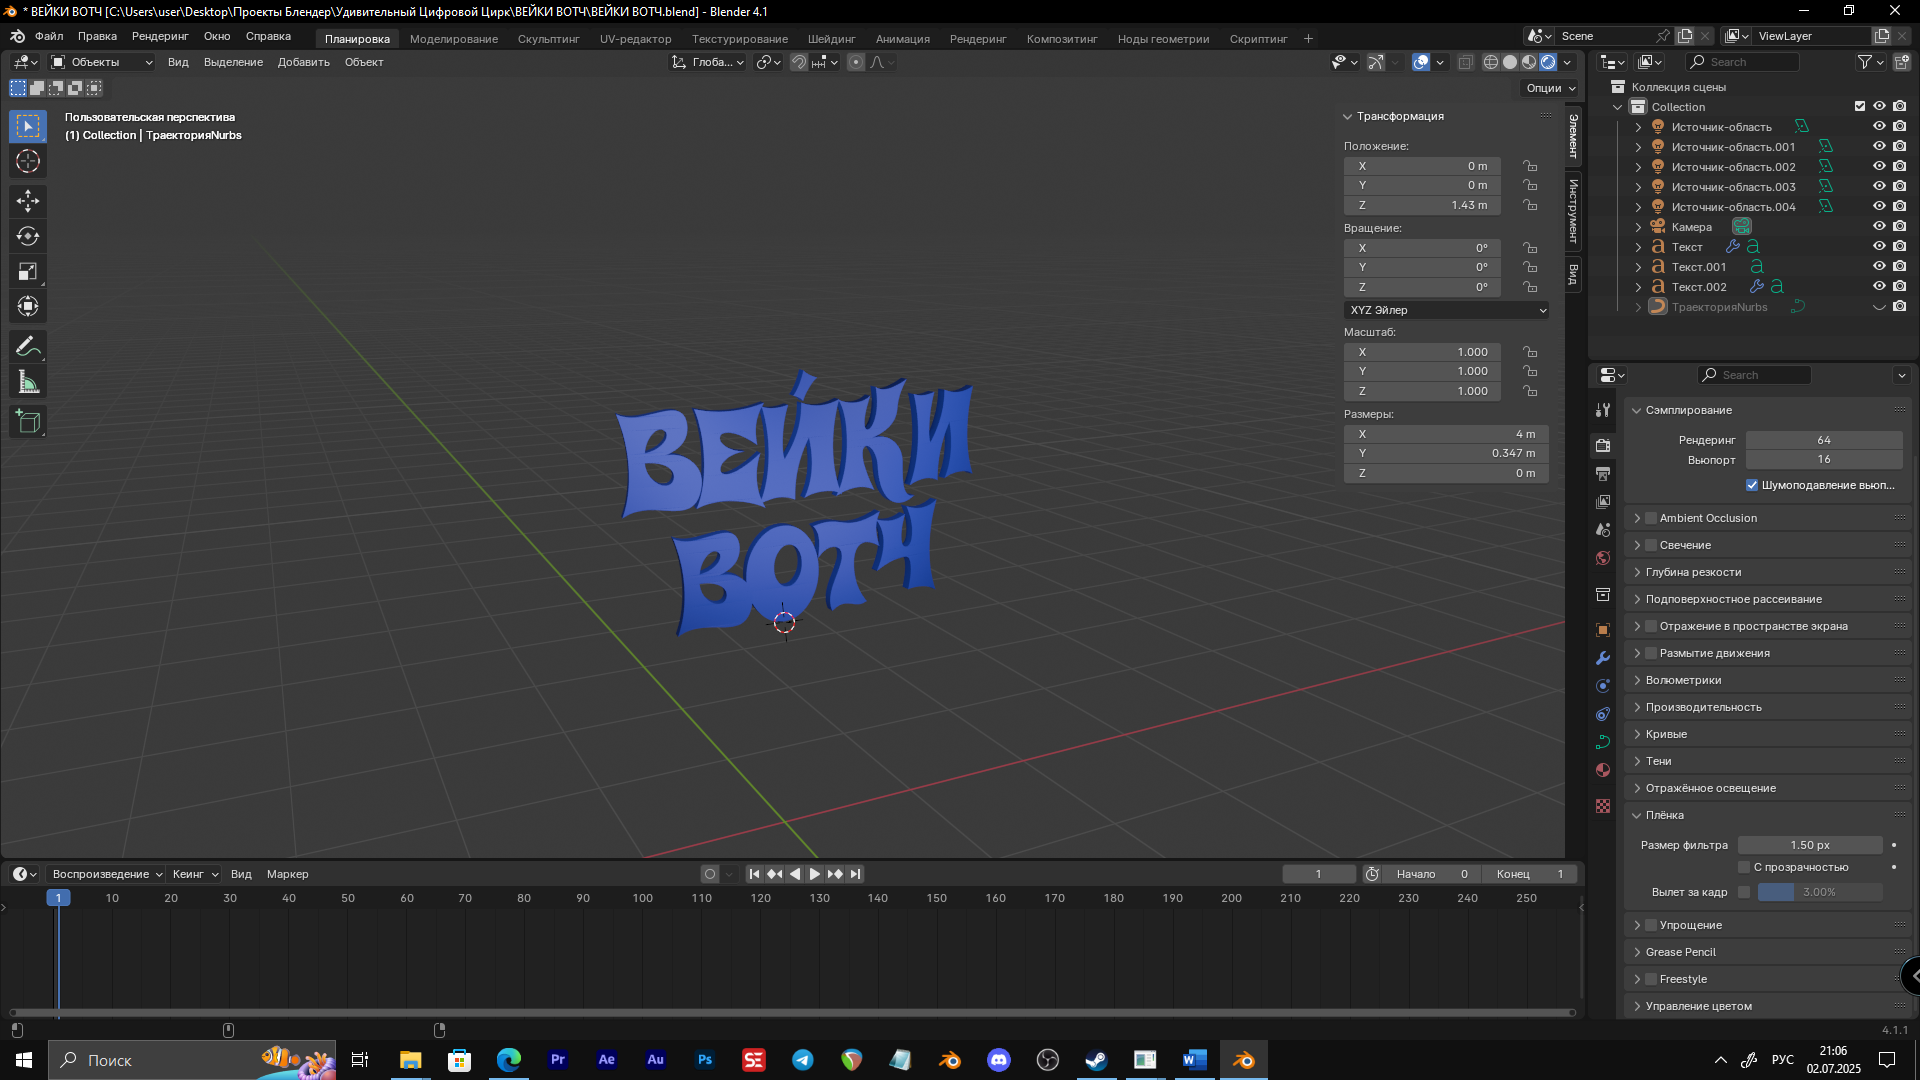 * ВЕЙКИ ВОТЧ [C:\Users\user\Desktop\Проекты Блендер\Удивительный Цифровой Цирк\ВЕЙКИ ВОТЧ\ВЕЙКИ ВОТЧ.blend] - Blender 4.1
Файл Правка Рендеринг Окно Справка Планировка Моделирование Скульптинг UV-редактор Текстурирование Шейдинг Анимация Рендеринг Композитинг Ноды геометрии Скриптинг + Scene ViewLayer
Объекты Вид Выделение Добавить Объект Глоба... Search
Опции
Пользовательская перспектива
(1) Collection | ТраекторияNurbs
ВЕЙКИ
ВОТЧ
Трансформация
Положение:
X 0 m
Y 0 m
Z 1.43 m
Вращение:
X 0°
Y 0°
Z 0°
XYZ Эйлер
Масштаб:
X 1.000
Y 1.000
Z 1.000
Размеры:
X 4 m
Y 0.347 m
Z 0 m
Элемент
Инструмент
Вид
Коллекция сцены
Collection
Источник-область
Источник-область.001
Источник-область.002
Источник-область.003
Источник-область.004
Камера
Текст
Текст.001
Текст.002
ТраекторияNurbs
Search
Сэмплирование
Рендеринг 64
Вьюпорт 16
Шумоподавление вьюп...
Ambient Occlusion
Свечение
Глубина резкости
Подповерхностное рассеивание
Отражение в пространстве экрана
Размытие движения
Волюметрики
Производительность
Кривые
Тени
Отражённое освещение
Плёнка
Размер фильтра 1.50 px
С прозрачностью
Вылет за кадр 3.00%
Упрощение
Grease Pencil
Freestyle
Управление цветом
Воспроизведение Кеинг Вид Маркер 1 Начало 0 Конец 1
1 10 20 30 40 50 60 70 80 90 100 110 120 130 140 150 160 170 180 190 200 210 220 230 240 250
4.1.1
Поиск Pr Ae Au Ps SE W РУС 21:06
02.07.2025